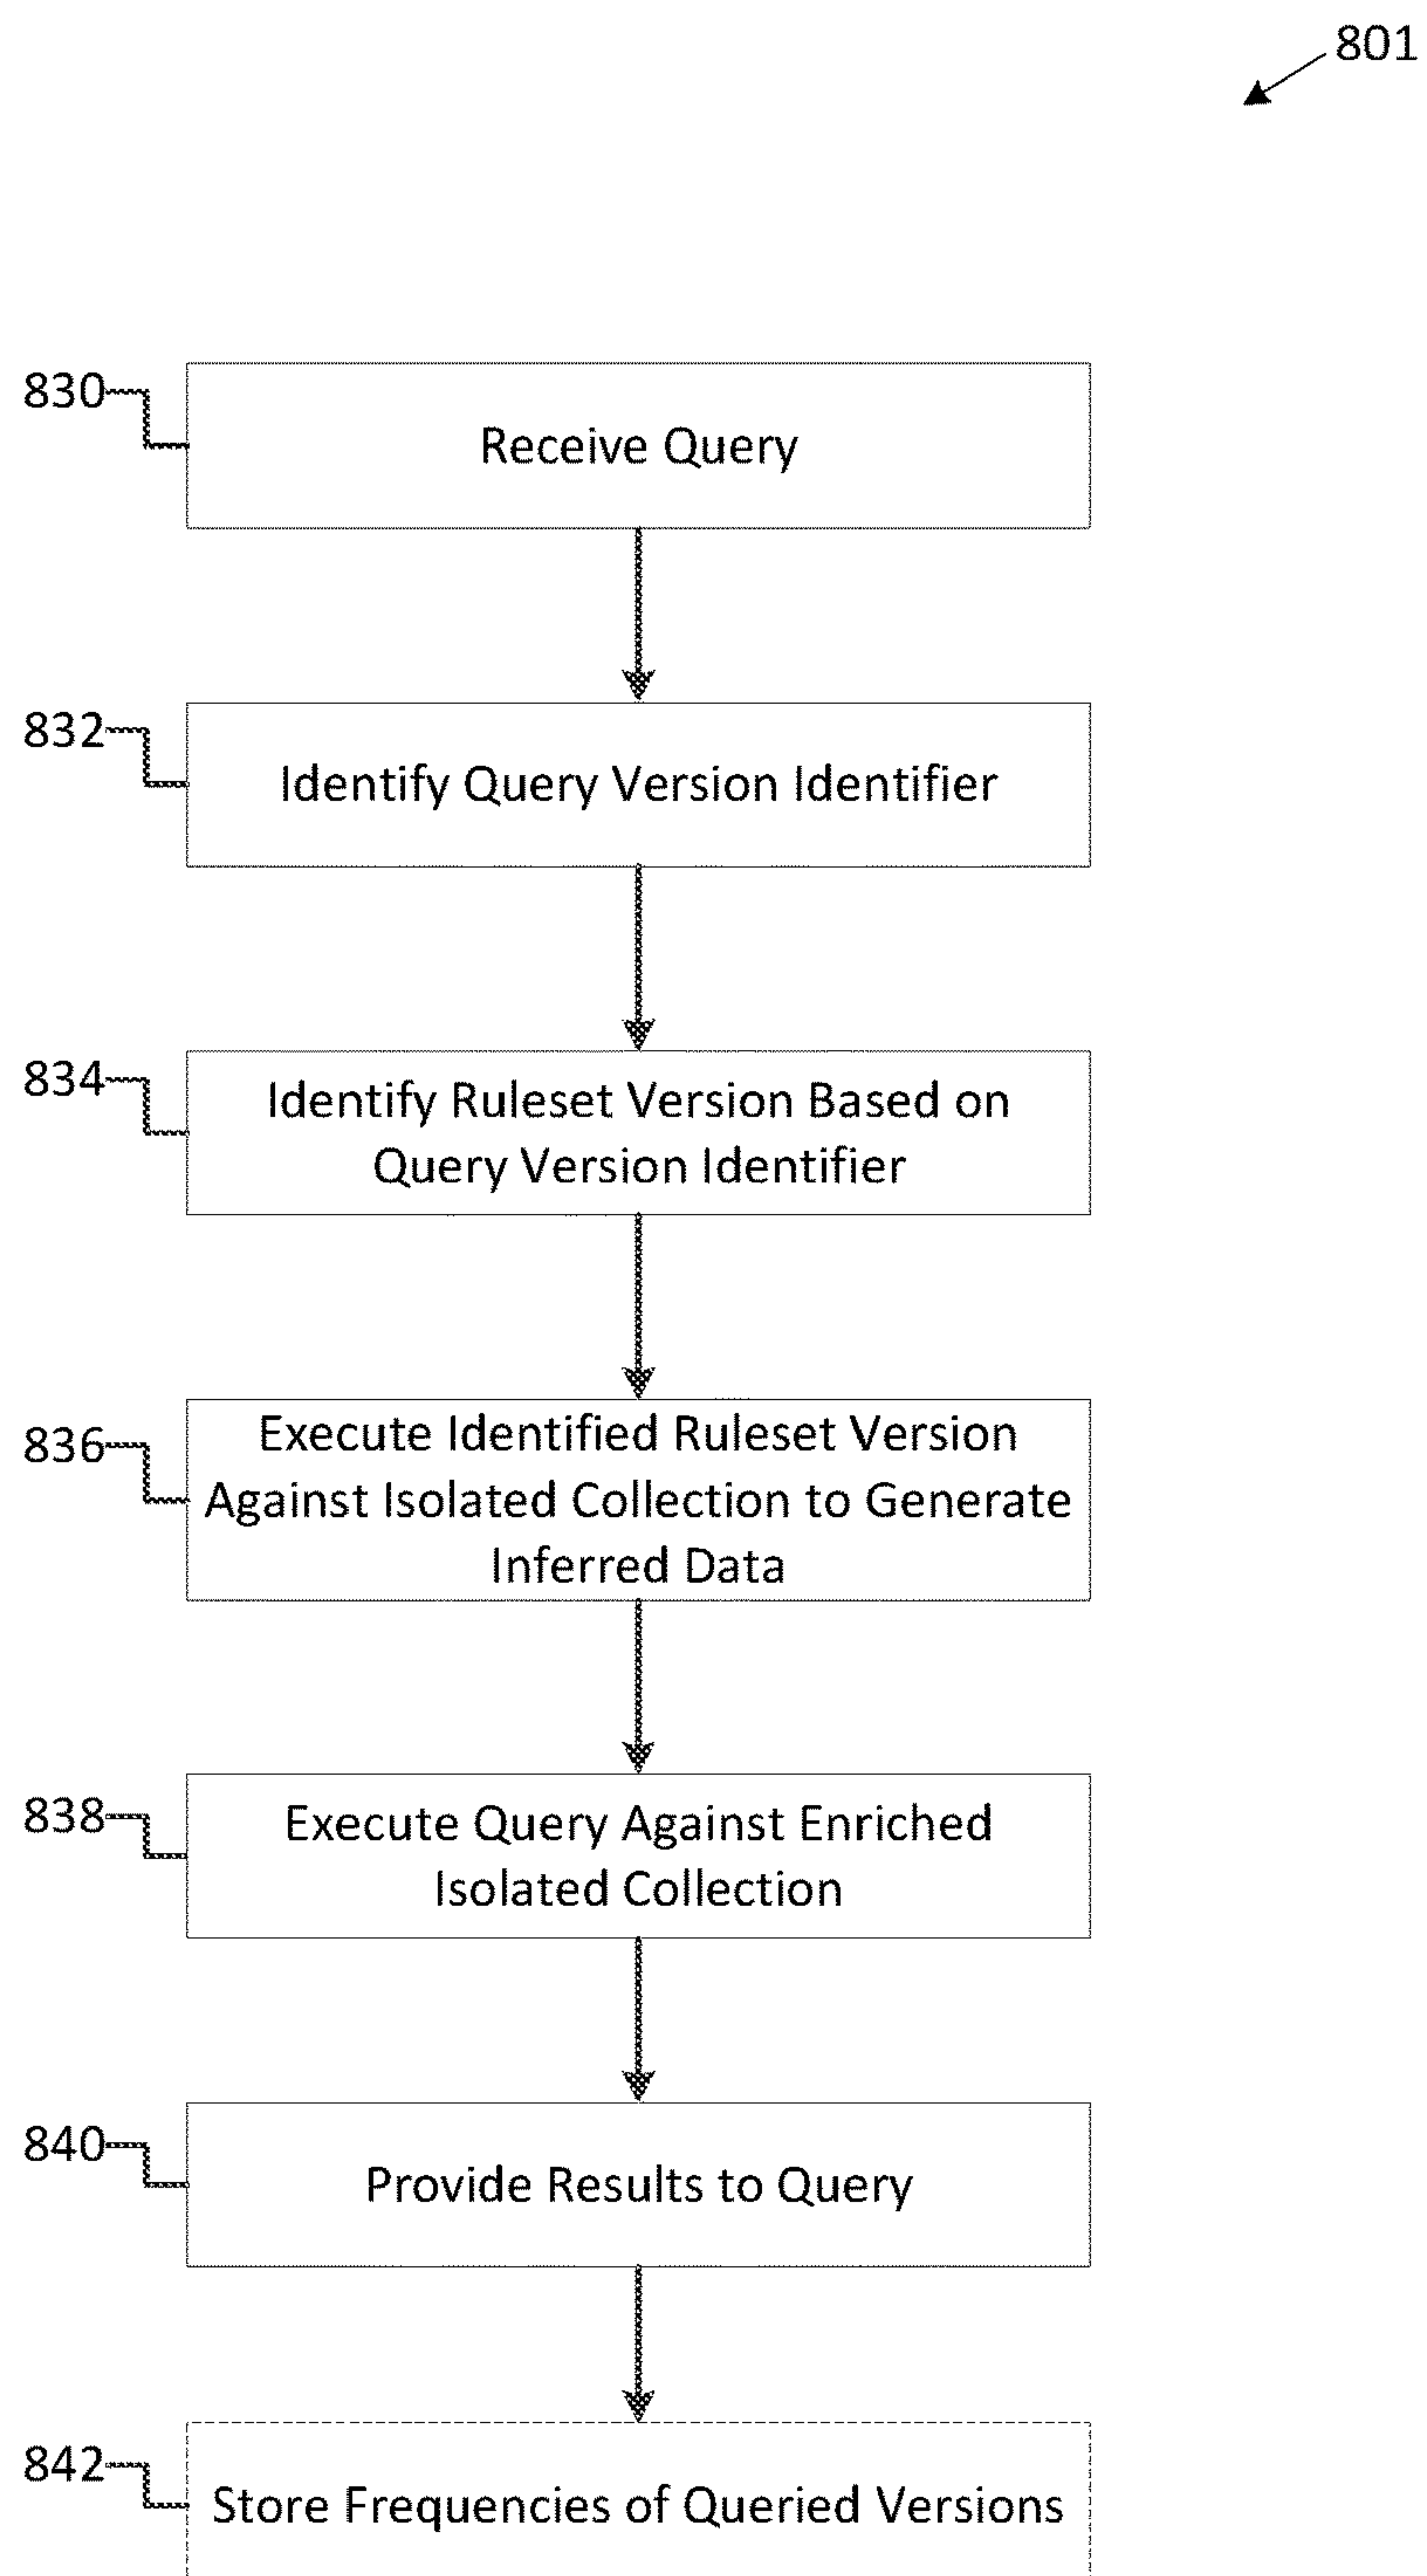 801
830
Receive Query
832
Identify Query Version Identifier
834
Identify Ruleset Version Based on
Query Version Identifier
836
Execute Identified Ruleset Version
Against Isolated Collection to Generate
Inferred Data
838
Execute Query Against Enriched
Isolated Collection
840
Provide Results to Query
842
Store Frequencies of Queried Versions